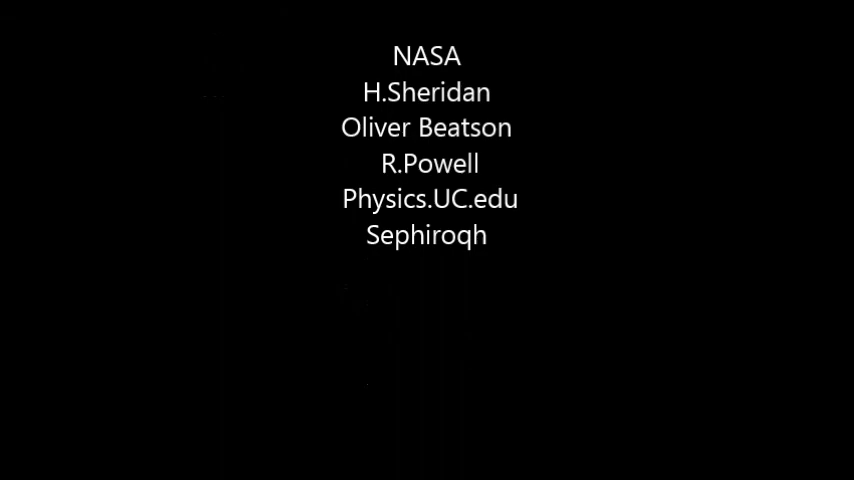 NASA
H.Sheridan
Oliver Beatson
R.Powell
Physics.UC.edu
Sephiroqh